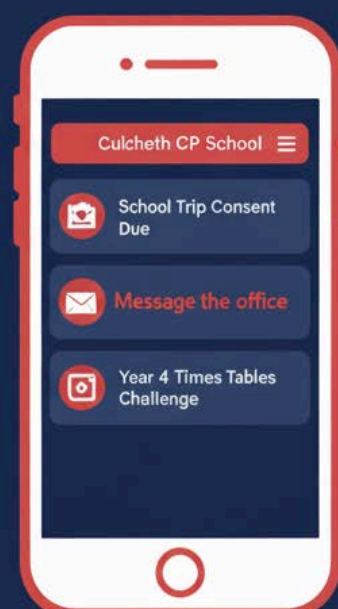 Culcheth CP School
School Trip Consent
Due
Message the office
Year 4 Times Tables
Challenge